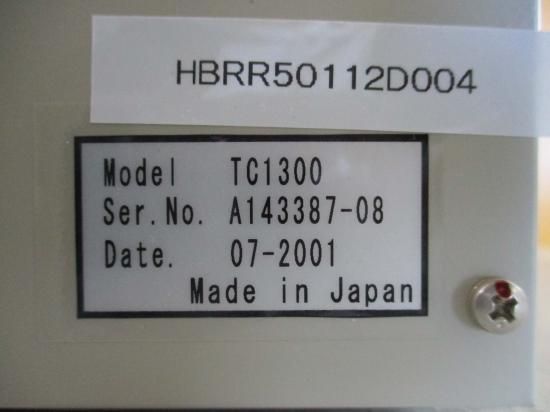 HBRR50112D004
Model TC1300
Ser.No. A143387-08
Date. 07-2001
Made in Japan